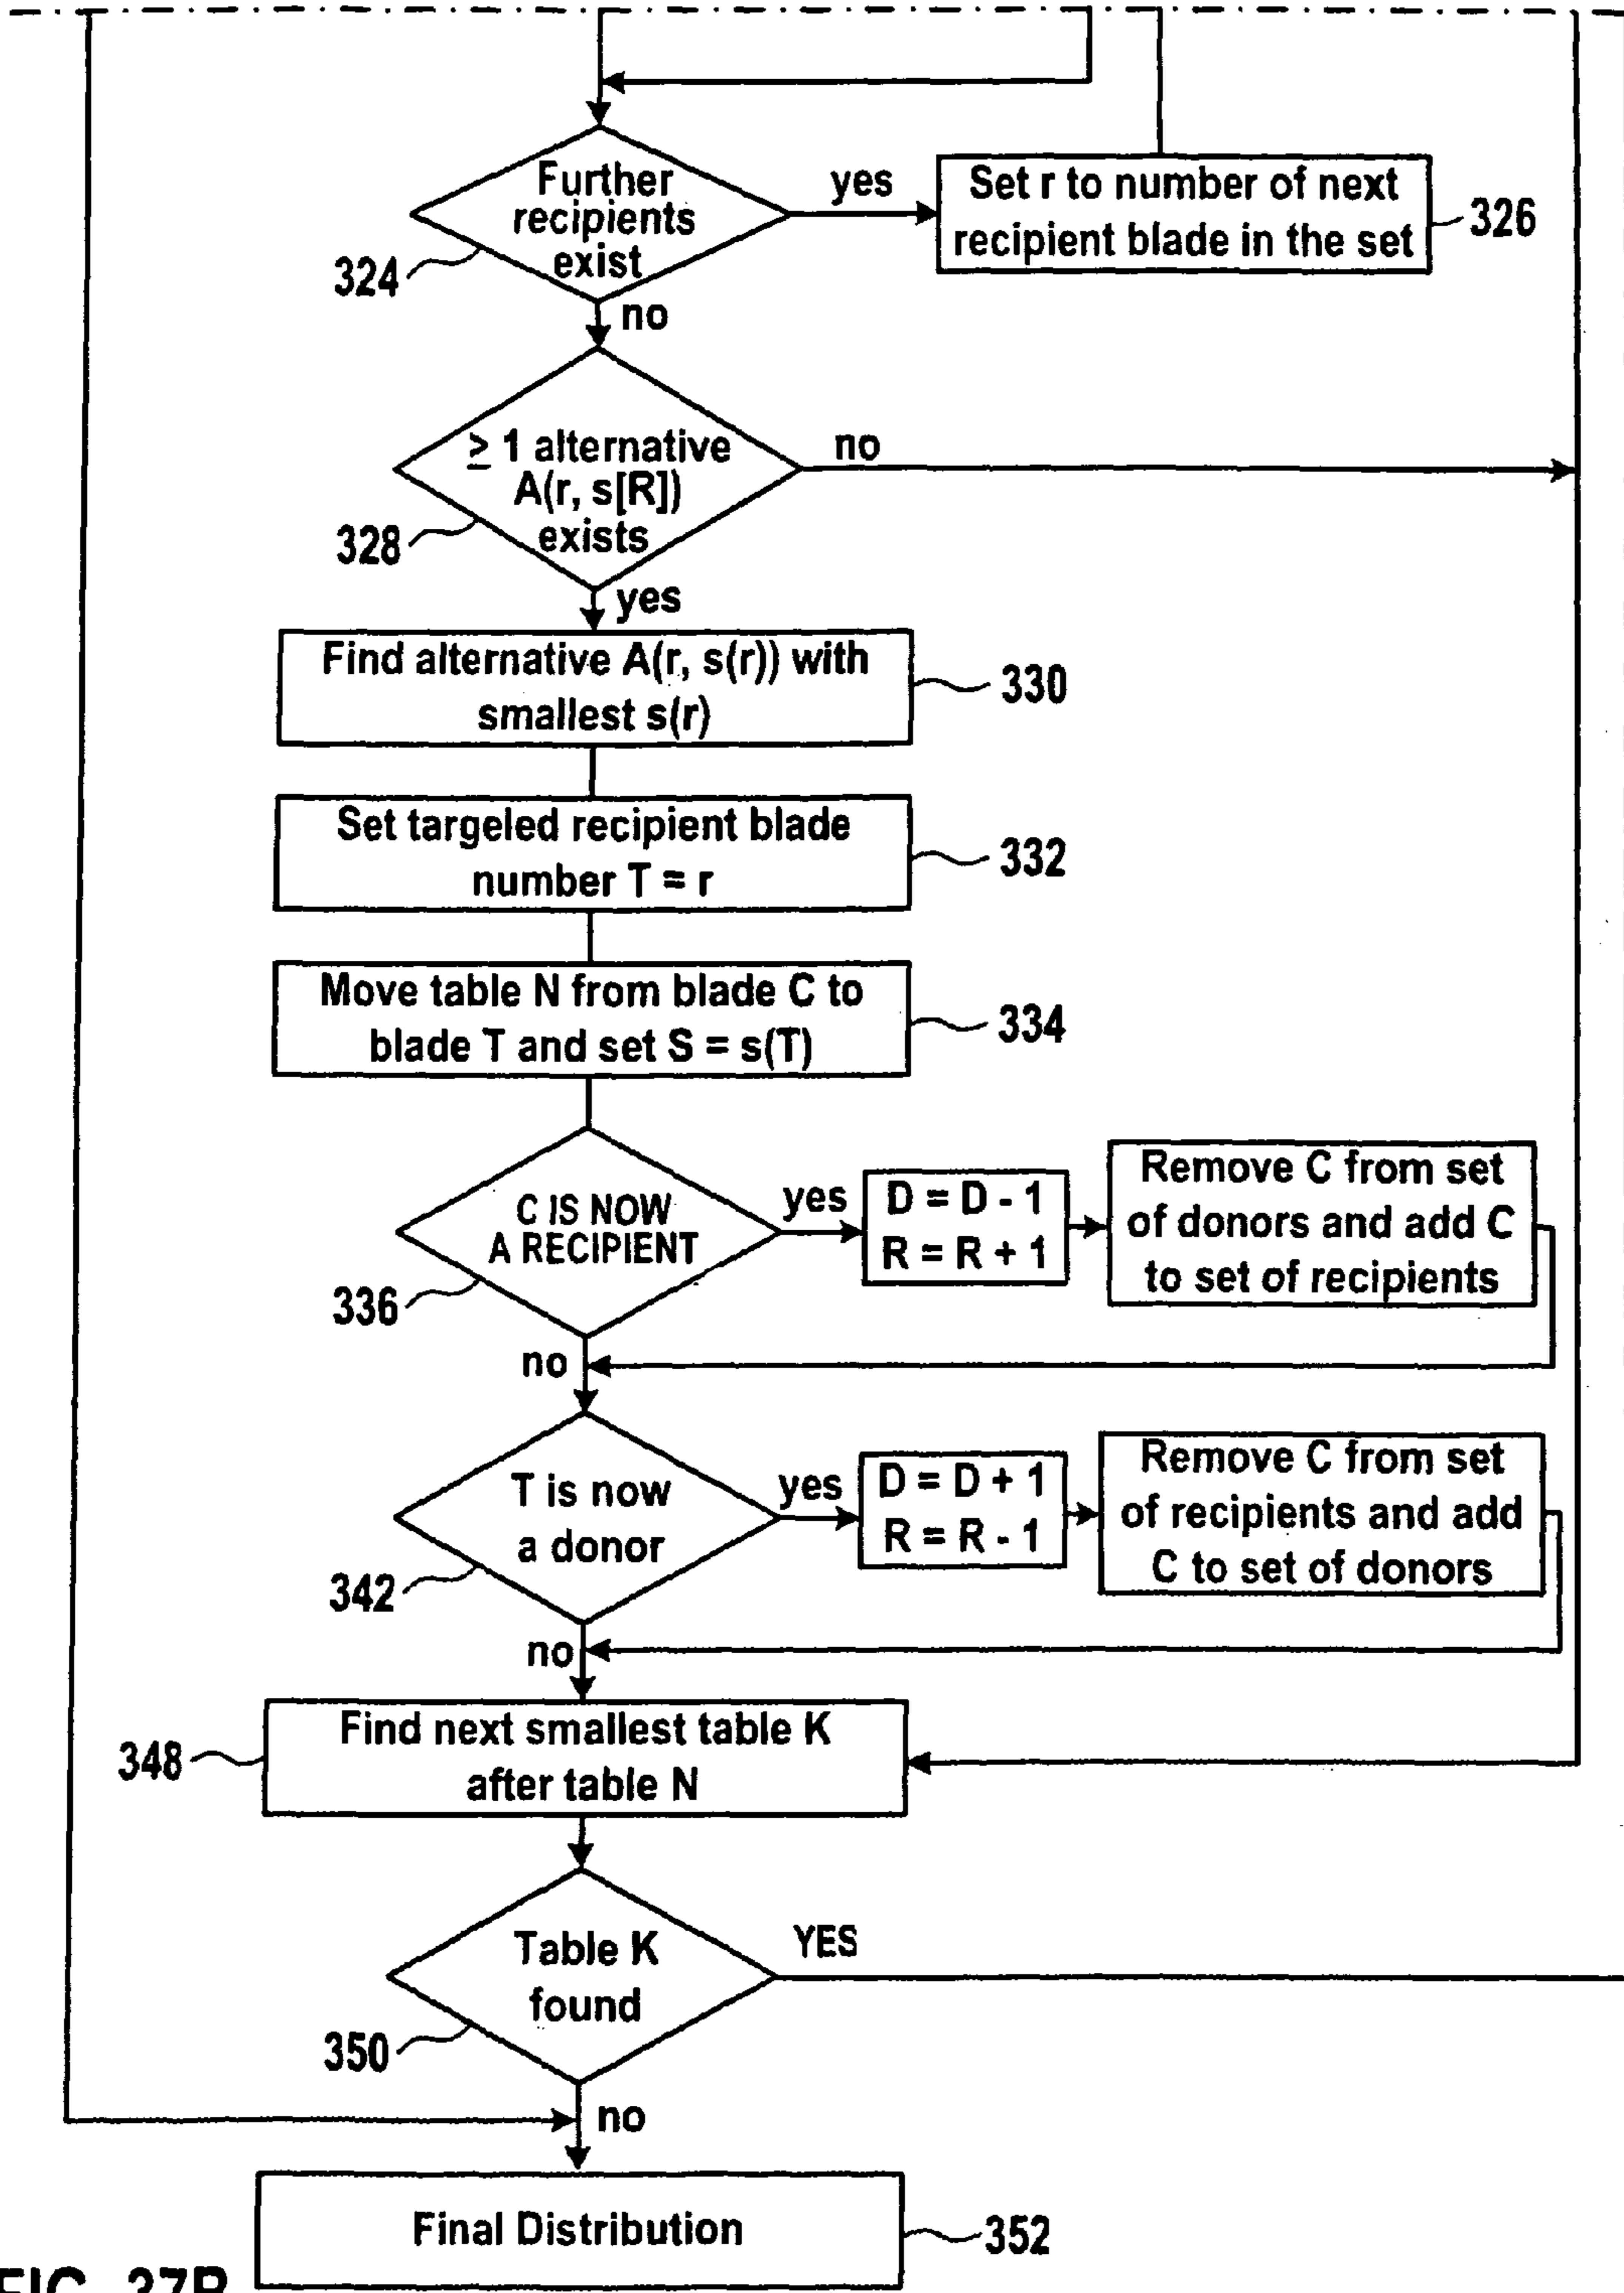 Further
recipients
exist
yes
Set r to number of next
recipient blade in the set
326
324
no
≥ 1 alternative
A(r, s[R])
exists
no
328
yes
Find alternative A(r, s(r)) with
smallest s(r)
330
Set targeled recipient blade
number T = r
332
Move table N from blade C to
blade T and set S = s(T)
334
C IS NOW
A RECIPIENT
yes
D = D - 1
R = R + 1
Remove C from set
of donors and add C
to set of recipients
336
no
T is now
a donor
yes
D = D + 1
R = R - 1
Remove C from set
of recipients and add
C to set of donors
342
no
Find next smallest table K
after table N
348
Table K
found
YES
350
no
Final Distribution
352
FIG. 37B